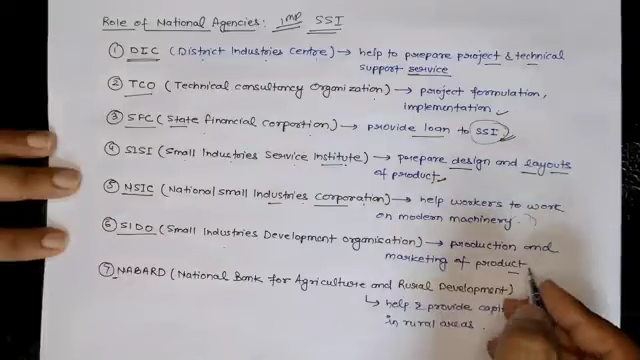 Role of National Agencies: imp SSI
① DIC (District Industries Centre) → help to prepare project & technical
support service
② TCO (Technical consultancy Organization) → project formulation,
implementation
③ SFC (State Financial Corportion) → provide loan to SSI
④ SISI (Small Industries Service Institute) → prepare design and layouts
of product
⑤ NSIC (National small Industries Corporation) → help workers to work
on modern machinery.
⑥ SIDO (Small Industries Development organisation) → production and
marketing of product
⑦ NABARD (National Bank for Agriculture and Rural Development)
↳ help & provide
in rural areas.